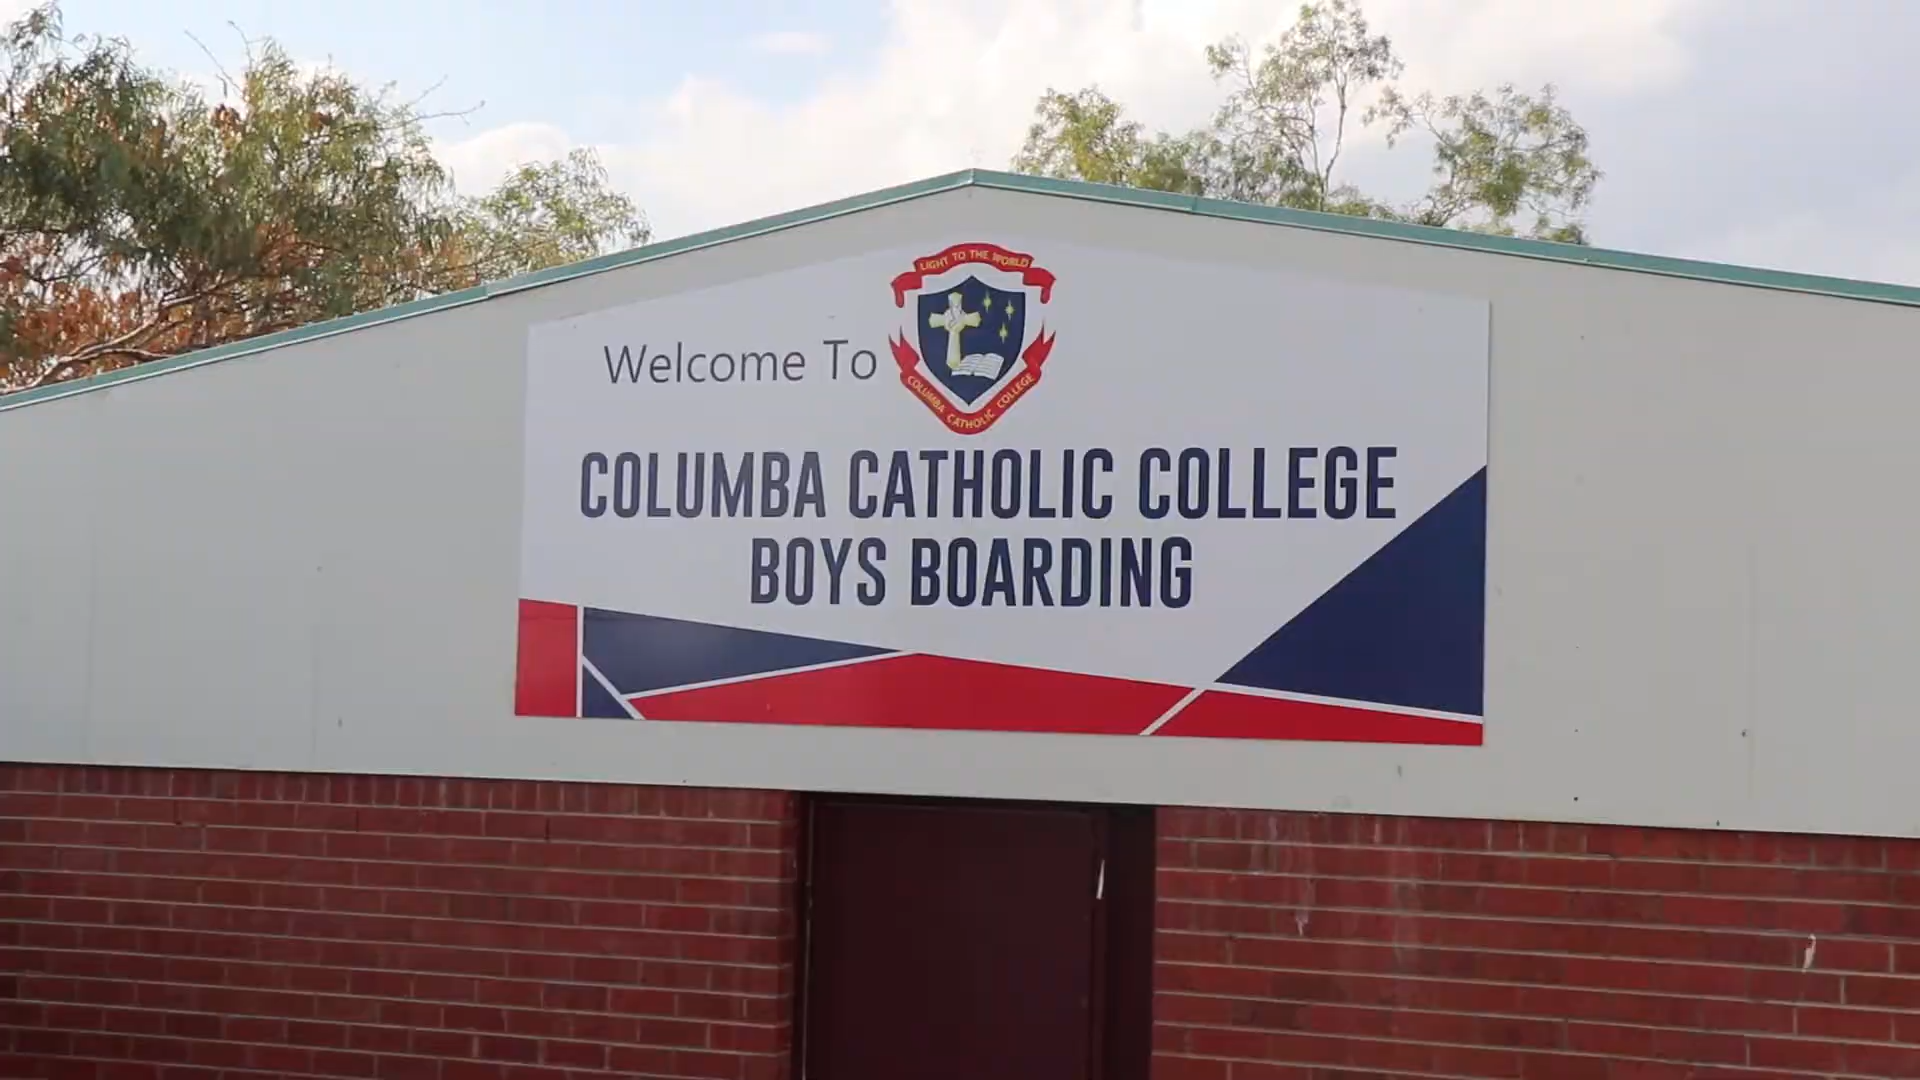 LIGHT TO THE WORLD
Welcome To
COLUMBA CATHOLIC COLLEGE
COLUMBA CATHOLIC COLLEGE
BOYS BOARDING